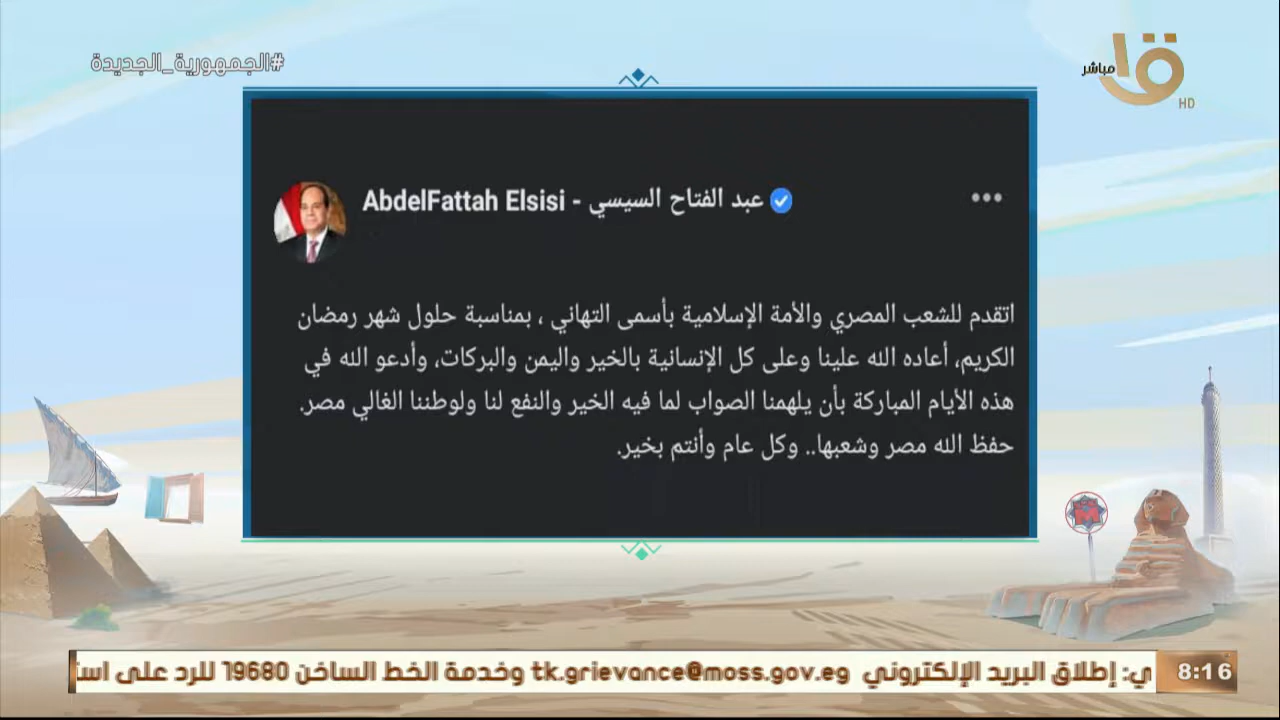 #الجمهورية_الجديدة
مباشر
HD
AbdelFattah Elsisi - عبد الفتاح السيسي
اتقدم للشعب المصري والأمة الإسلامية بأسمى التهاني ، بمناسبة حلول شهر رمضان
الكريم، أعاده الله علينا وعلى كل الإنسانية بالخير واليمن والبركات، وأدعو الله في
هذه الأيام المباركة بأن يلهمنا الصواب لما فيه الخير والنفع لنا ولوطننا الغالي مصر.
حفظ الله مصر وشعبها.. وكل عام وأنتم بخير.
M
إطلاق البريد الإلكتروني tk.grievance@moss.gov.eg وخدمة الخط الساخن 19680 للرد على
8:16